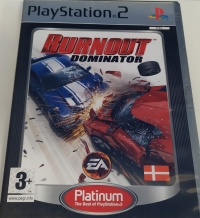 PlayStation 2
BURNOUT
DOMINATOR
EA
3+
www.pegi.info
Platinum
The Best of PlayStation 2